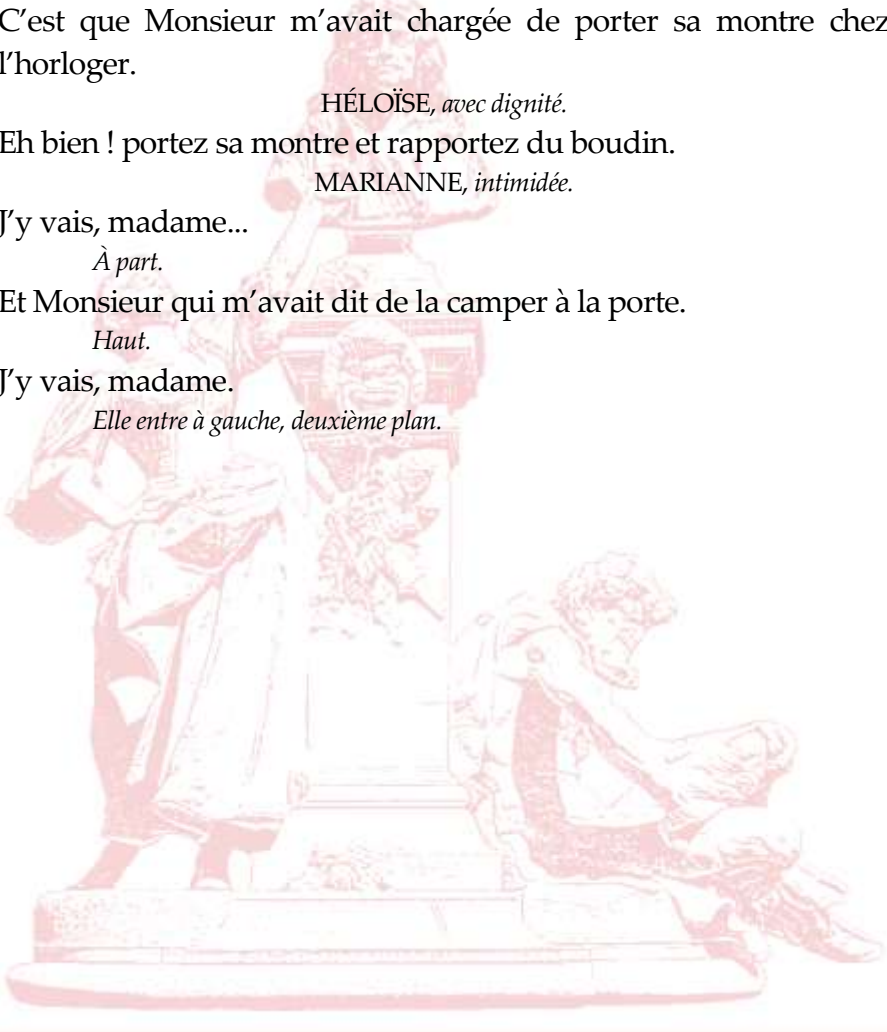 C’est que Monsieur m’avait chargée de porter sa montre chez
l’horloger.
HÉLOÏSE, avec dignité.
Eh bien ! portez sa montre et rapportez du boudin.
MARIANNE, intimidée.
J’y vais, madame...
À part.
Et Monsieur qui m’avait dit de la camper à la porte.
Haut.
J’y vais, madame.
Elle entre à gauche, deuxième plan.